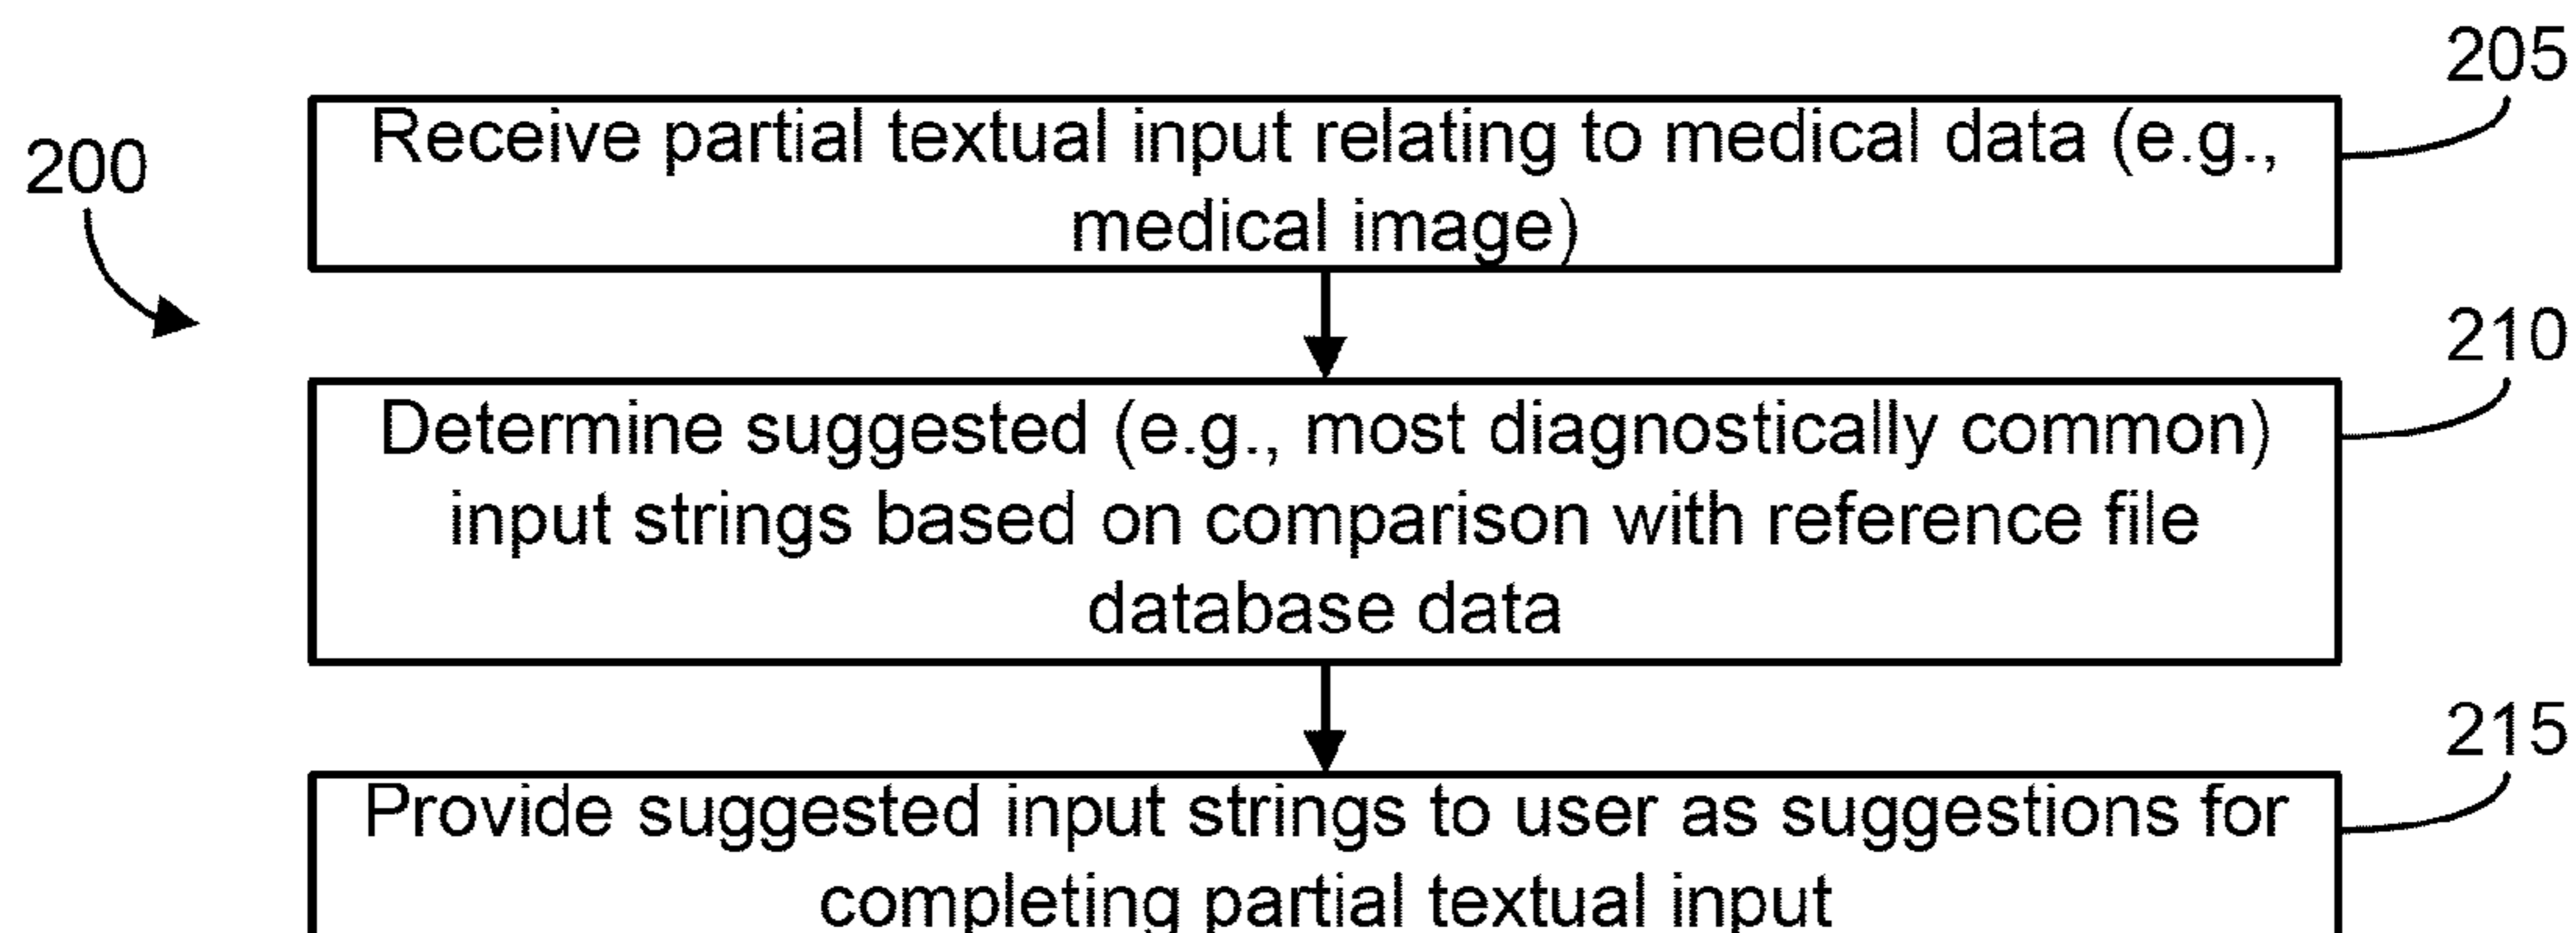 205
200
Receive partial textual input relating to medical data (e.g.,
medical image)
210
Determine suggested (e.g., most diagnostically common)
input strings based on comparison with reference file
database data
215
Provide suggested input strings to user as suggestions for
completing partial textual input